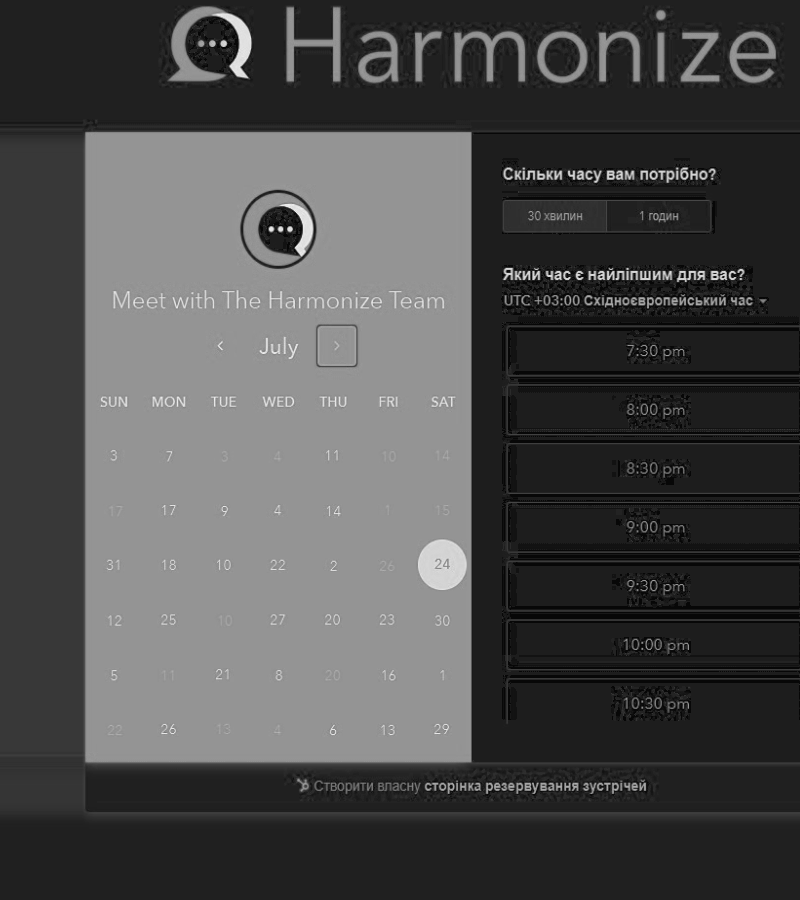 Harmonize
Meet with The Harmonize Team
July
SUN MON TUE WED THU FRI SAT
3 7 3 4 11 10 14
17 17 9 4 14 1 15
31 18 10 22 2 26 24
12 25 10 27 20 23 30
5 11 21 8 20 16 1
22 26 13 4 6 13 29
Скільки часу вам потрібно?
30 хвилин 1 годин
Який час є найліпшим для вас?
UTC +03:00 Східноєвропейський час
7:30 pm
8:00 pm
8:30 pm
9:00 pm
9:30 pm
10:00 pm
10:30 pm
Створити власну сторінка резервування зустрічей